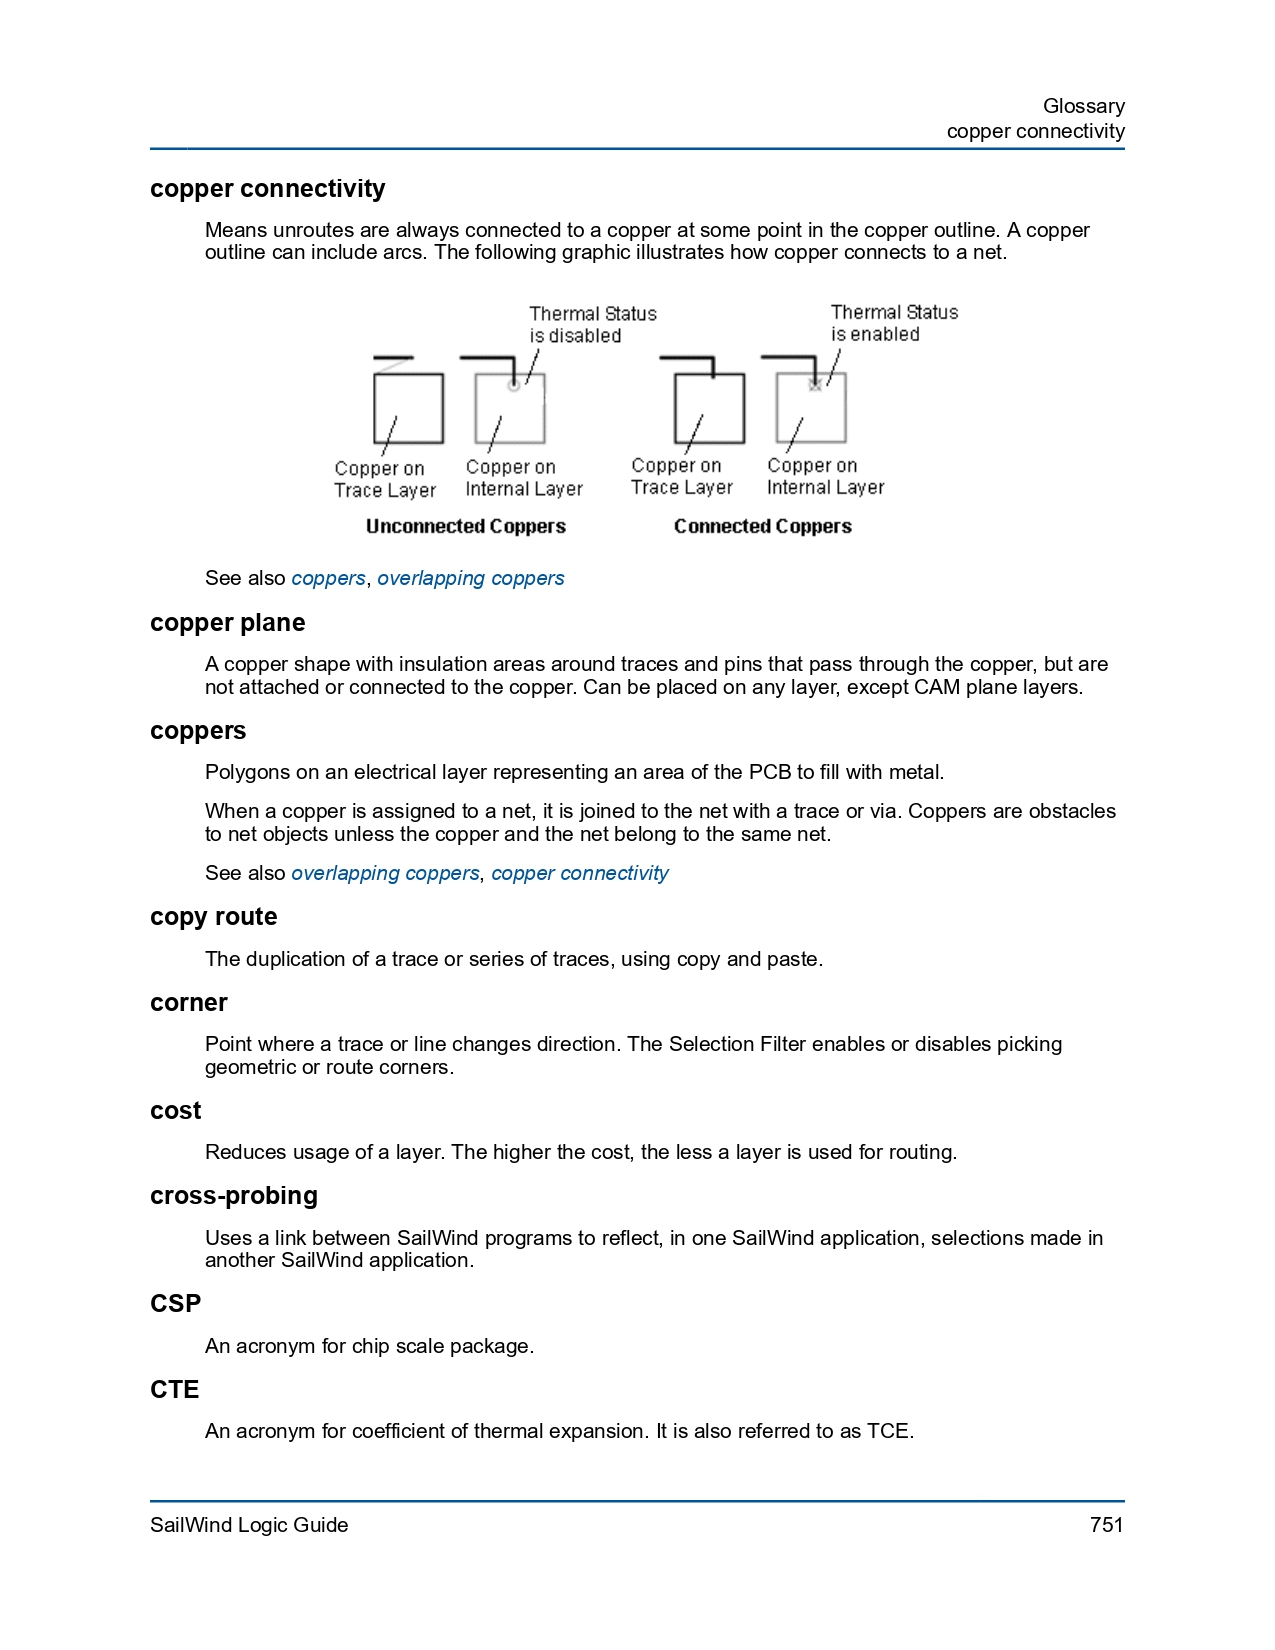 Glossary
copper connectivity
copper connectivity
Means unroutes are always connected to a copper at some point in the copper outline. A copper
outline can include arcs. The following graphic illustrates how copper connects to a net.
Thermal Status
is disabled
Thermal Status
is enabled
Copper on
Trace Layer
Copper on
Internal Layer
Copper on
Trace Layer
Copper on
Internal Layer
Unconnected Coppers
Connected Coppers
See also coppers, overlapping coppers
copper plane
A copper shape with insulation areas around traces and pins that pass through the copper, but are
not attached or connected to the copper. Can be placed on any layer, except CAM plane layers.
coppers
Polygons on an electrical layer representing an area of the PCB to fill with metal.
When a copper is assigned to a net, it is joined to the net with a trace or via. Coppers are obstacles
to net objects unless the copper and the net belong to the same net.
See also overlapping coppers, copper connectivity
copy route
The duplication of a trace or series of traces, using copy and paste.
corner
Point where a trace or line changes direction. The Selection Filter enables or disables picking
geometric or route corners.
cost
Reduces usage of a layer. The higher the cost, the less a layer is used for routing.
cross-probing
Uses a link between SailWind programs to reflect, in one SailWind application, selections made in
another SailWind application.
CSP
An acronym for chip scale package.
CTE
An acronym for coefficient of thermal expansion. It is also referred to as TCE.
SailWind Logic Guide
751